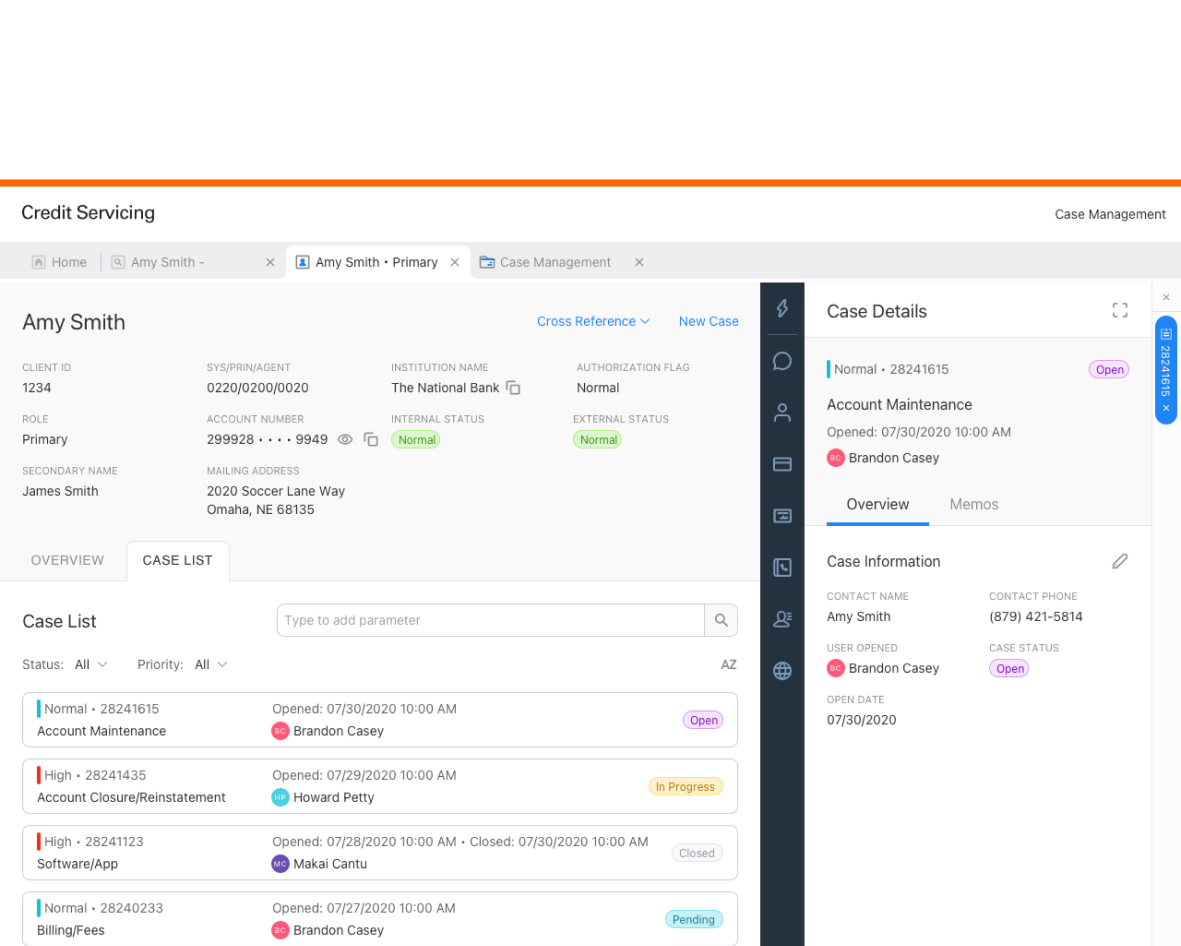 Credit Servicing
Case Management
Home
Amy Smith -
Amy Smith • Primary
Case Management
Amy Smith
Cross Reference
New Case
CLIENT ID
SYS/PRIN/AGENT
INSTITUTION NAME
AUTHORIZATION FLAG
1234
0220/0200/0020
The National Bank
Normal
ROLE
ACCOUNT NUMBER
INTERNAL STATUS
EXTERNAL STATUS
Primary
299928 • • • • 9949
Normal
Normal
SECONDARY NAME
MAILING ADDRESS
James Smith
2020 Soccer Lane Way
Omaha, NE 68135
OVERVIEW
CASE LIST
Case List
Type to add parameter
Status: All
Priority: All
AZ
Normal • 28241615
Opened: 07/30/2020 10:00 AM
Account Maintenance
BC Brandon Casey
Open
High • 28241435
Opened: 07/29/2020 10:00 AM
Account Closure/Reinstatement
HP Howard Petty
In Progress
High • 28241123
Opened: 07/28/2020 10:00 AM • Closed: 07/30/2020 10:00 AM
Software/App
MC Makai Cantu
Closed
Normal • 28240233
Opened: 07/27/2020 10:00 AM
Billing/Fees
BC Brandon Casey
Pending
Case Details
Normal • 28241615
Open
Account Maintenance
Opened: 07/30/2020 10:00 AM
BC Brandon Casey
Overview
Memos
Case Information
CONTACT NAME
CONTACT PHONE
Amy Smith
(879) 421-5814
USER OPENED
CASE STATUS
BC Brandon Casey
Open
OPEN DATE
07/30/2020
28241615